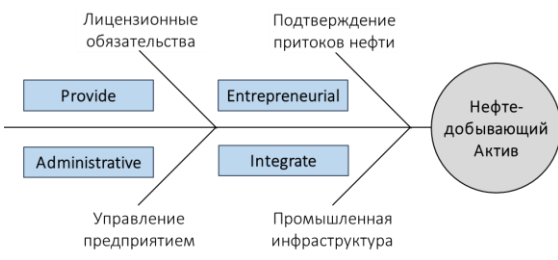 Лицензионные
обязательства
Подтверждение
притоков нефти
Provide
Entrepreneurial
Нефте-
добывающий
Актив
Administrative
Integrate
Управление
предприятием
Промышленная
инфраструктура